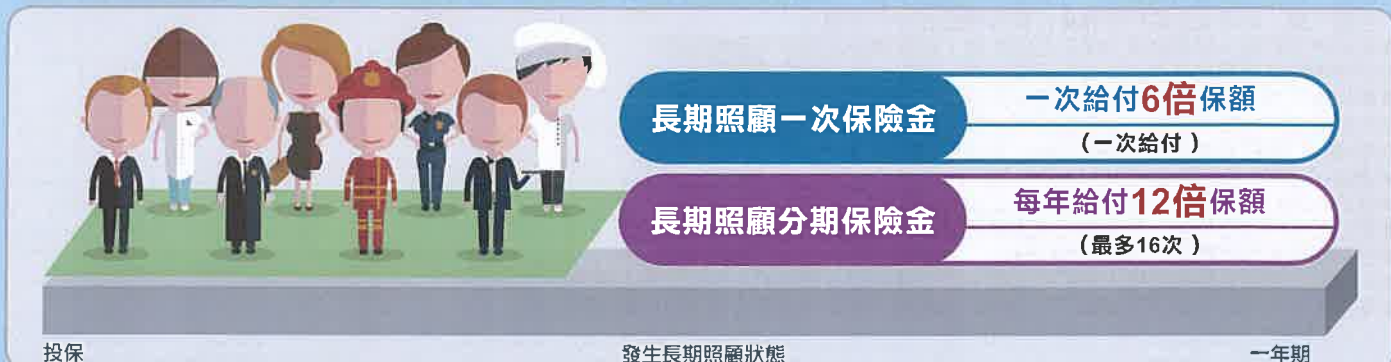 長期照顧一次保險金
一次給付6倍保額
(一次給付)
長期照顧分期保險金
每年給付12倍保額
(最多16次)
投保
發生長期照顧狀態
一年期